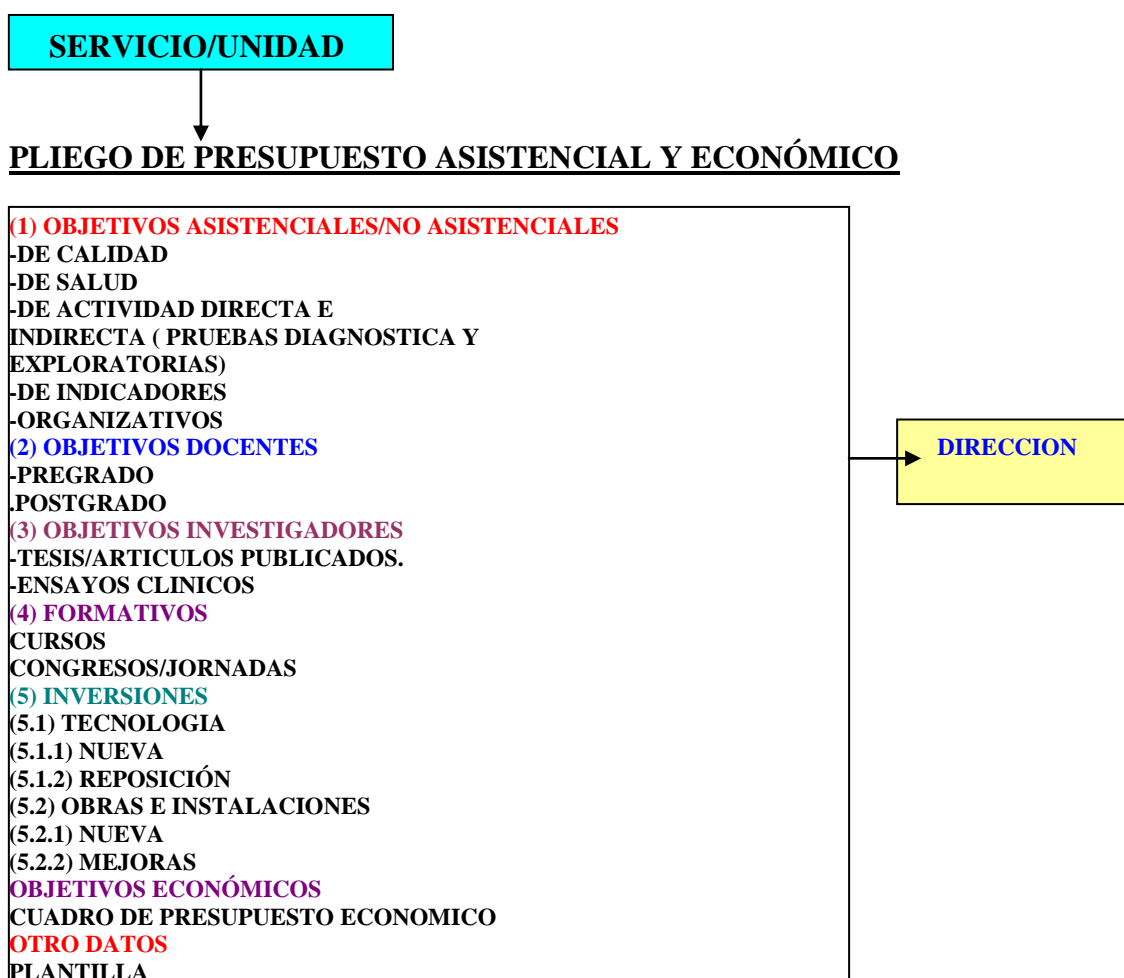 SERVICIO/UNIDAD
PLIEGO DE PRESUPUESTO ASISTENCIAL Y ECONÓMICO
(1) OBJETIVOS ASISTENCIALES/NO ASISTENCIALES
-DE CALIDAD
-DE SALUD
-DE ACTIVIDAD DIRECTA E
INDIRECTA ( PRUEBAS DIAGNOSTICA Y
EXPLORATORIAS)
-DE INDICADORES
-ORGANIZATIVOS
(2) OBJETIVOS DOCENTES
-PREGRADO
.POSTGRADO
(3) OBJETIVOS INVESTIGADORES
-TESIS/ARTICULOS PUBLICADOS.
-ENSAYOS CLINICOS
(4) FORMATIVOS
CURSOS
CONGRESOS/JORNADAS
(5) INVERSIONES
(5.1) TECNOLOGIA
(5.1.1) NUEVA
(5.1.2) REPOSICIÓN
(5.2) OBRAS E INSTALACIONES
(5.2.1) NUEVA
(5.2.2) MEJORAS
OBJETIVOS ECONÓMICOS
CUADRO DE PRESUPUESTO ECONOMICO
OTRO DATOS
PLANTILLA
DIRECCION